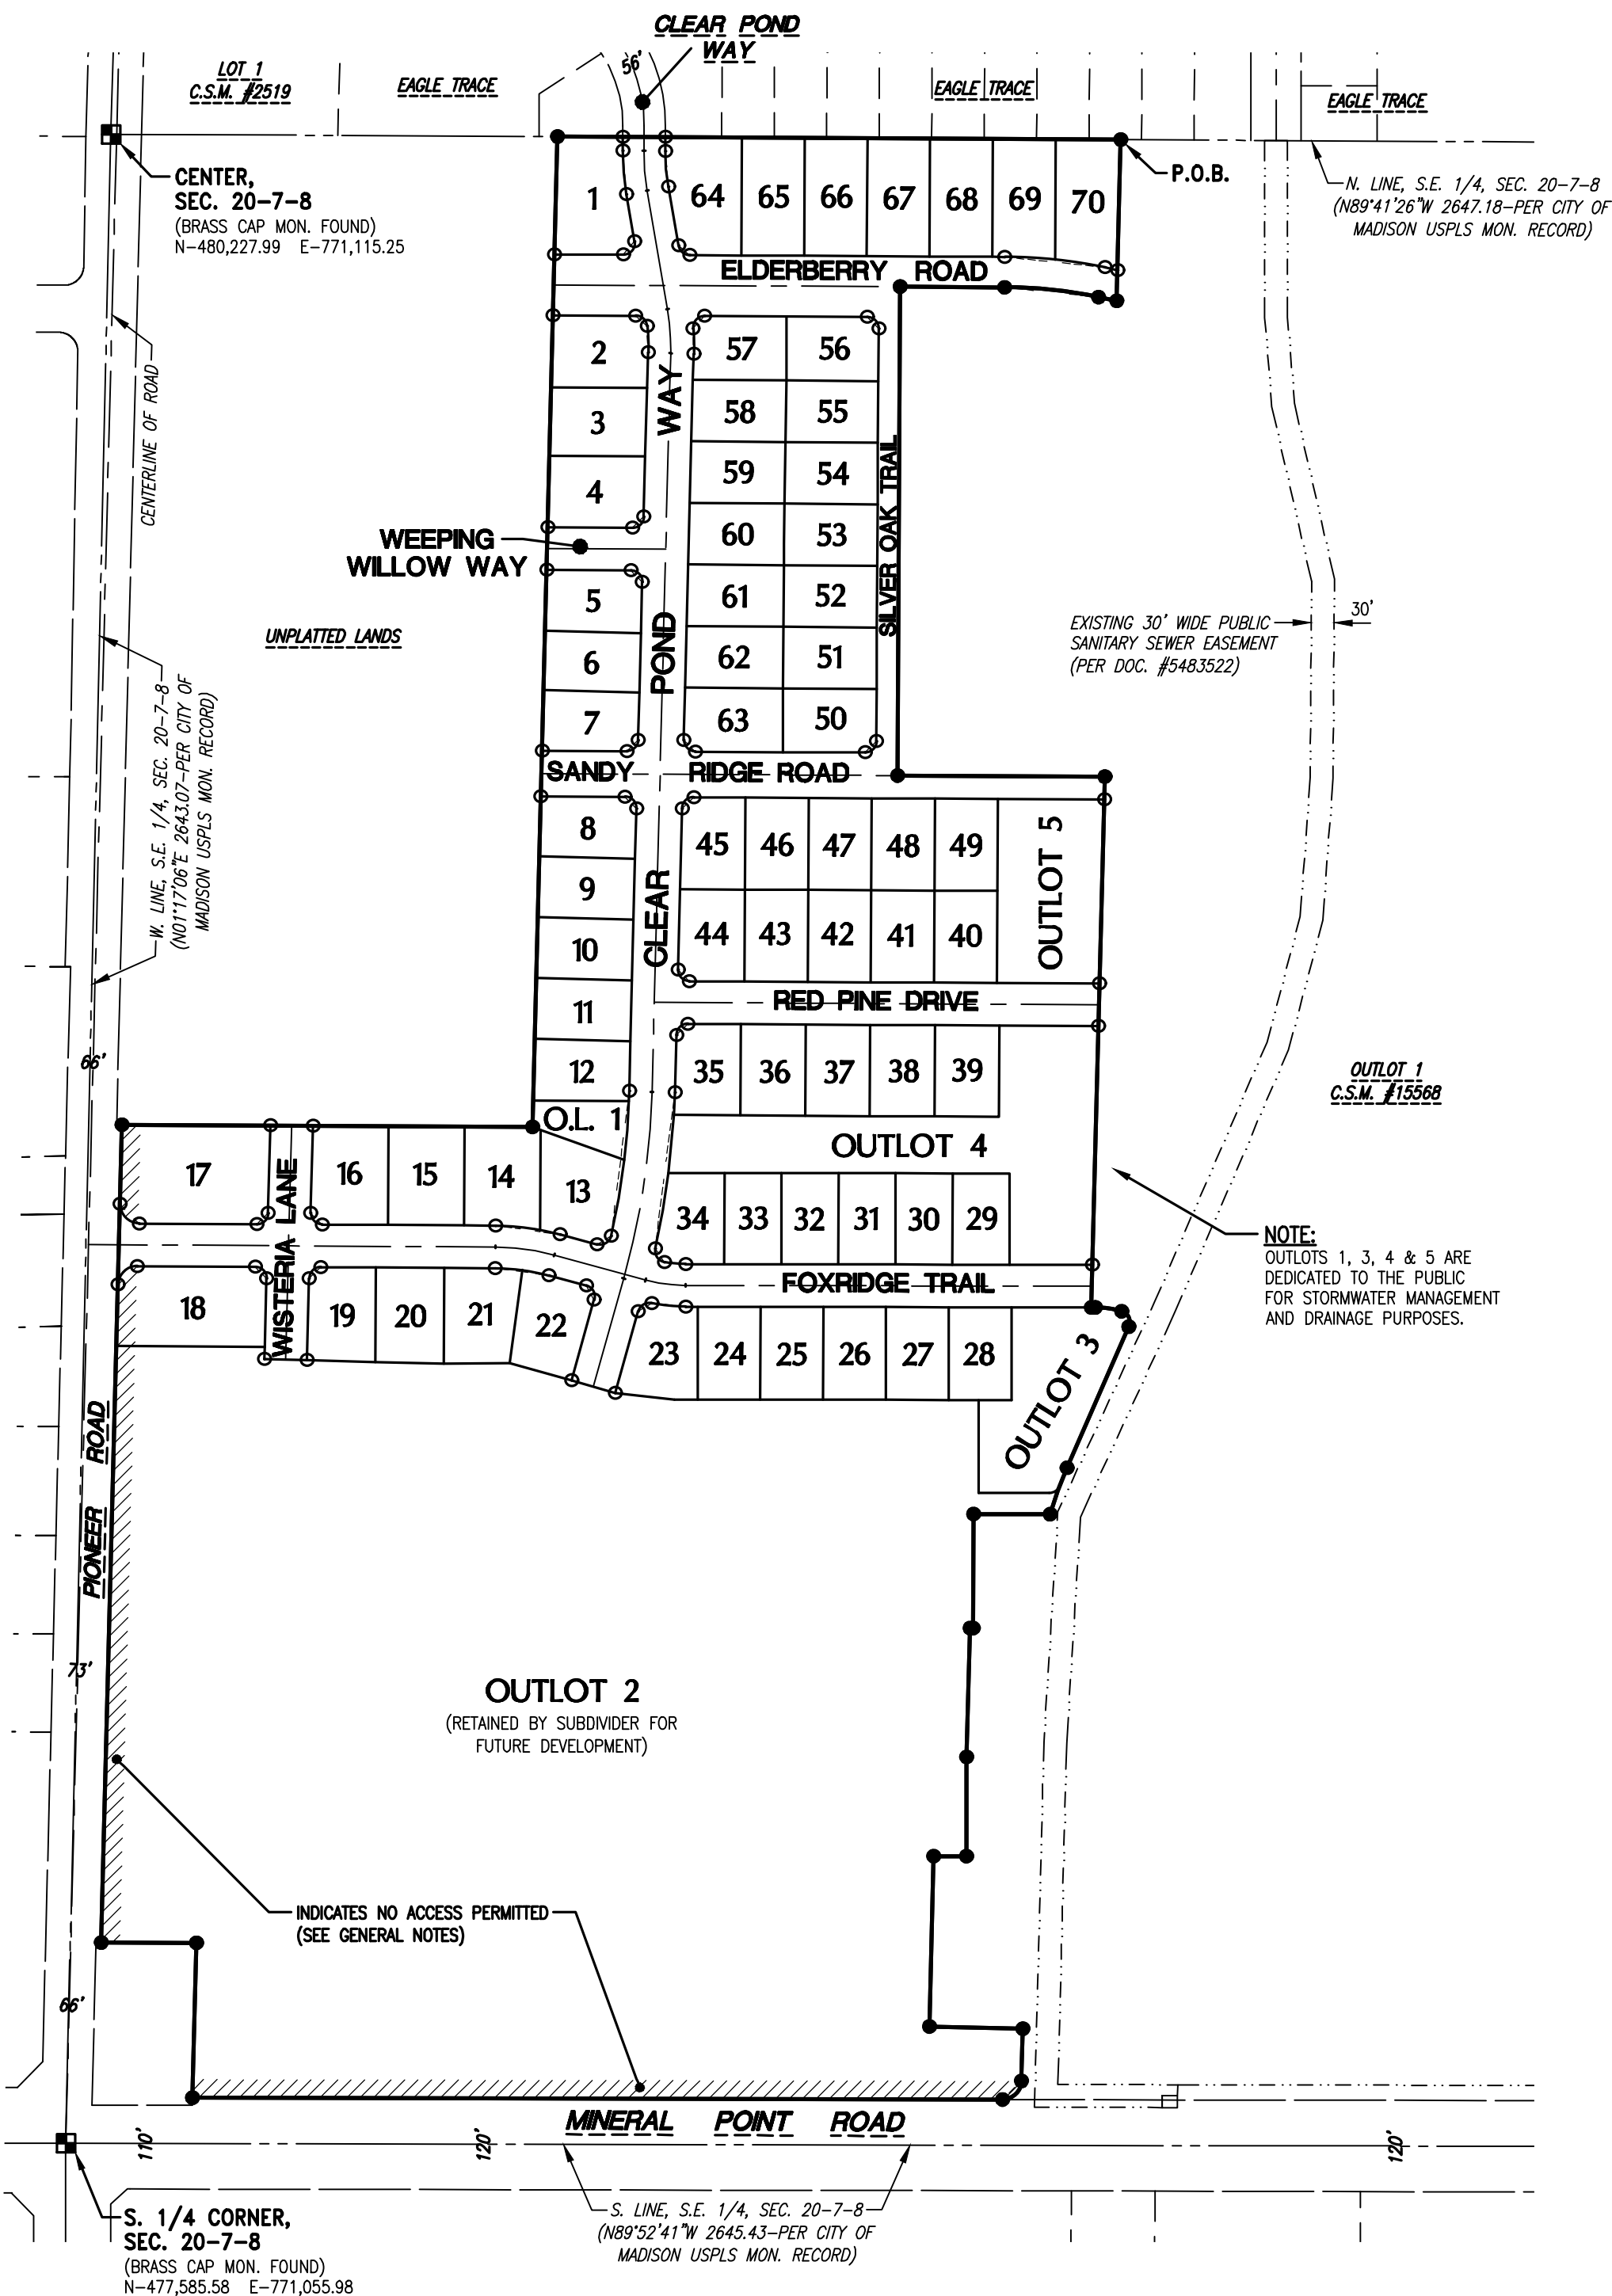 CLEAR POND
WAY
56'
LOT 1
C.S.M. #2519
EAGLE TRACE
EAGLE TRACE
EAGLE TRACE
CENTER,
SEC. 20-7-8
(BRASS CAP MON. FOUND)
N-480,227.99 E-771,115.25
P.O.B.
N. LINE, S.E. 1/4, SEC. 20-7-8
(N89°41'26"W 2647.18-PER CITY OF
MADISON USPLS MON. RECORD)
1
64
65
66
67
68
69
70
ELDERBERRY ROAD
CENTERLINE OF ROAD
2
57
56
WAY
3
58
55
4
59
54
SILVER OAK TRAIL
WEEPING
WILLOW WAY
60
53
5
61
52
EXISTING 30' WIDE PUBLIC
SANITARY SEWER EASEMENT
(PER DOC. #5483522)
30'
UNPLATTED LANDS
6
POND
62
51
7
63
50
W. LINE, S.E. 1/4, SEC. 20-7-8
(N01°17'06"E 2643.07-PER CITY OF
MADISON USPLS MON. RECORD)
SANDY RIDGE ROAD
8
45
46
47
48
49
OUTLOT 5
9
CLEAR
10
44
43
42
41
40
11
RED PINE DRIVE
66'
12
35
36
37
38
39
OUTLOT 1
C.S.M. #15568
O.L. 1
OUTLOT 4
17
WISTERIA LANE
16
15
14
13
34
33
32
31
30
29
NOTE:
OUTLOTS 1, 3, 4 & 5 ARE
DEDICATED TO THE PUBLIC
FOR STORMWATER MANAGEMENT
AND DRAINAGE PURPOSES.
FOXRIDGE TRAIL
18
19
20
21
22
23
24
25
26
27
28
OUTLOT 3
PIONEER ROAD
73'
OUTLOT 2
(RETAINED BY SUBDIVIDER FOR
FUTURE DEVELOPMENT)
INDICATES NO ACCESS PERMITTED
(SEE GENERAL NOTES)
66'
MINERAL POINT ROAD
110'
120'
120'
S. 1/4 CORNER,
SEC. 20-7-8
(BRASS CAP MON. FOUND)
N-477,585.58 E-771,055.98
S. LINE, S.E. 1/4, SEC. 20-7-8
(N89°52'41"W 2645.43-PER CITY OF
MADISON USPLS MON. RECORD)